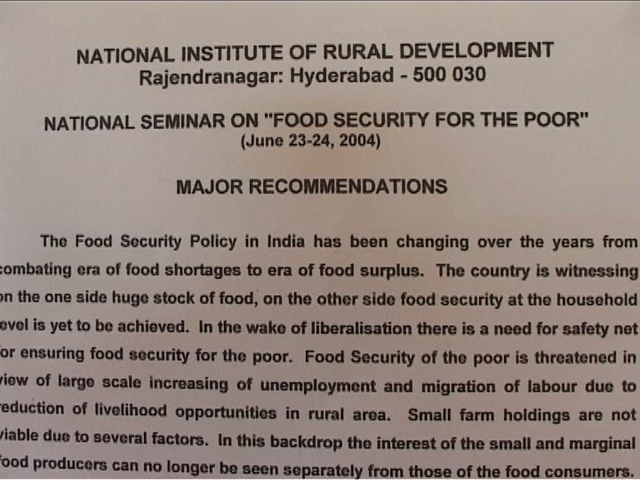 NATIONAL INSTITUTE OF RURAL DEVELOPMENT
Rajendranagar: Hyderabad - 500 030
NATIONAL SEMINAR ON "FOOD SECURITY FOR THE POOR"
(June 23-24, 2004)
MAJOR RECOMMENDATIONS
The Food Security Policy in India has been changing over the years from
combating era of food shortages to era of food surplus. The country is witnessing
on the one side huge stock of food, on the other side food security at the household
level is yet to be achieved. In the wake of liberalisation there is a need for safety net
for ensuring food security for the poor. Food Security of the poor is threatened in
view of large scale increasing of unemployment and migration of labour due to
reduction of livelihood opportunities in rural area. Small farm holdings are not
viable due to several factors. In this backdrop the interest of the small and marginal
food producers can no longer be seen separately from those of the food consumers.